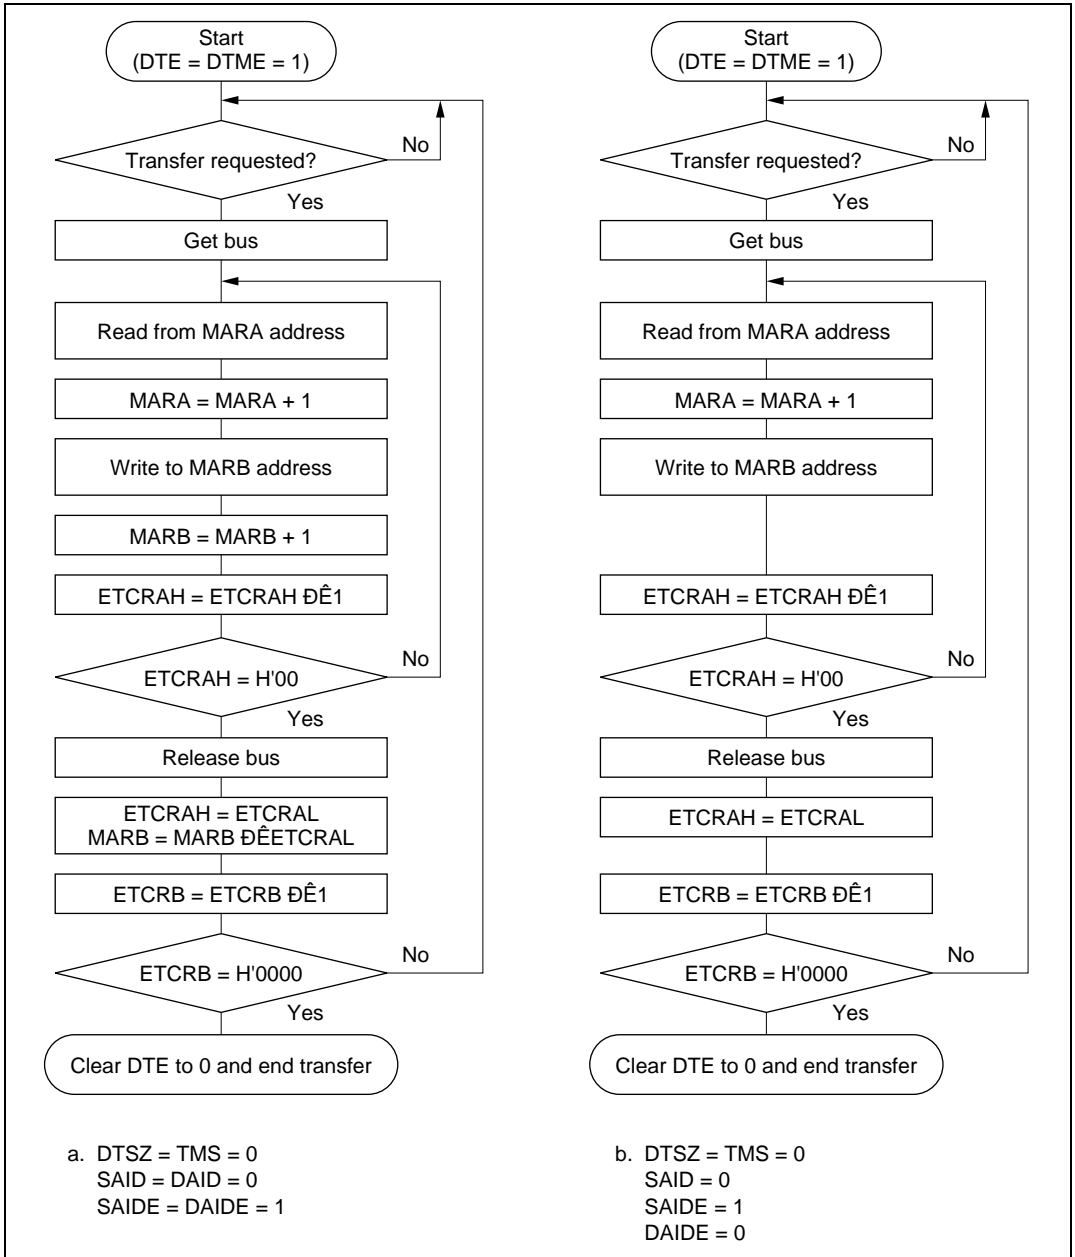 Start
(DTE = DTME = 1)
Transfer requested?
No
Yes
Get bus
Read from MARA address
MARA = MARA + 1
Write to MARB address
MARB = MARB + 1
ETCRAH = ETCRAH ÐÊ1
ETCRAH = H'00
No
Yes
Release bus
ETCRAH = ETCRAL
MARB = MARB ÐÊETCRAL
ETCRB = ETCRB ÐÊ1
ETCRB = H'0000
No
Yes
Clear DTE to 0 and end transfer
a. DTSZ = TMS = 0
SAID = DAID = 0
SAIDE = DAIDE = 1
Start
(DTE = DTME = 1)
Transfer requested?
No
Yes
Get bus
Read from MARA address
MARA = MARA + 1
Write to MARB address
ETCRAH = ETCRAH ÐÊ1
ETCRAH = H'00
No
Yes
Release bus
ETCRAH = ETCRAL
ETCRB = ETCRB ÐÊ1
ETCRB = H'0000
No
Yes
Clear DTE to 0 and end transfer
b. DTSZ = TMS = 0
SAID = 0
SAIDE = 1
DAIDE = 0